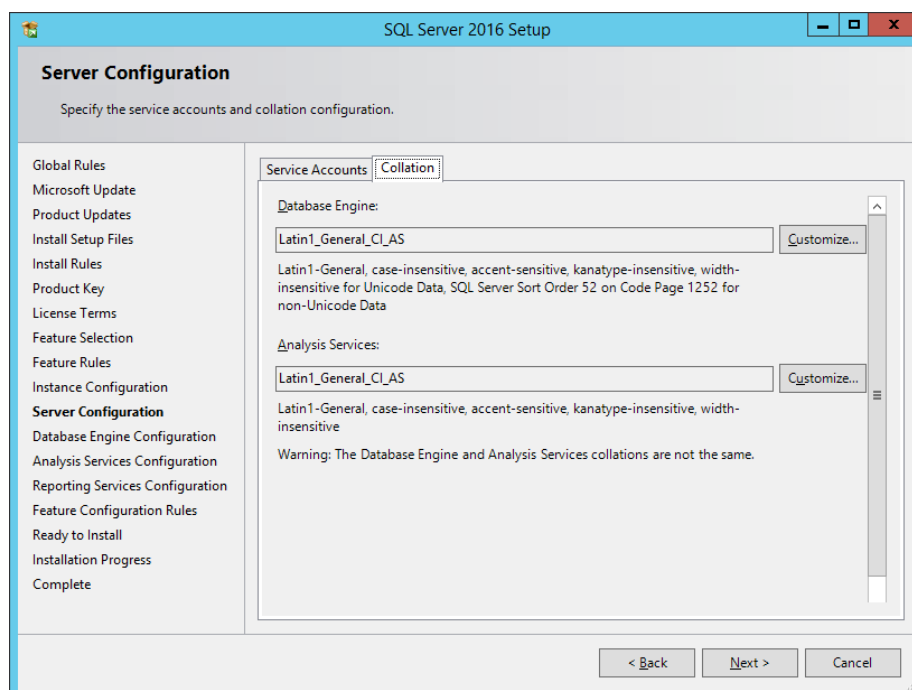 SQL Server 2016 Setup
Server Configuration
Specify the service accounts and collation configuration.
Global Rules
Microsoft Update
Product Updates
Install Setup Files
Install Rules
Product Key
License Terms
Feature Selection
Feature Rules
Instance Configuration
Server Configuration
Database Engine Configuration
Analysis Services Configuration
Reporting Services Configuration
Feature Configuration Rules
Ready to Install
Installation Progress
Complete
Service Accounts
Collation
Database Engine:
Latin1_General_CI_AS
Customize...
Latin1-General, case-insensitive, accent-sensitive, kanatype-insensitive, width-
insensitive for Unicode Data, SQL Server Sort Order 52 on Code Page 1252 for
non-Unicode Data
Analysis Services:
Latin1_General_CI_AS
Customize...
Latin1-General, case-insensitive, accent-sensitive, kanatype-insensitive, width-
insensitive
Warning: The Database Engine and Analysis Services collations are not the same.
< Back
Next >
Cancel